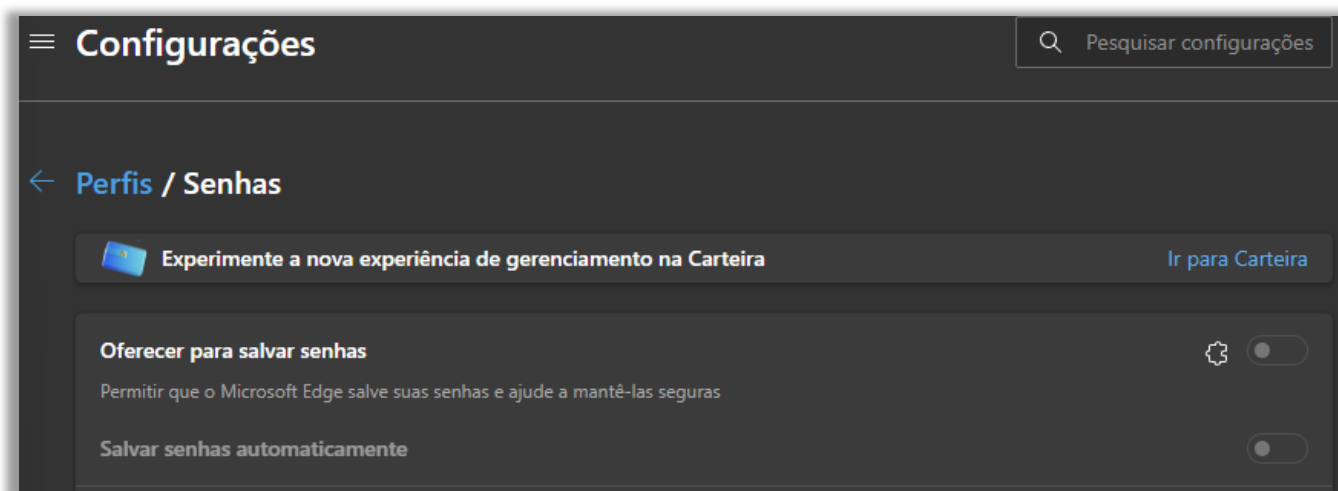 Configurações
Pesquisar configurações
Perfis / Senhas
Experimente a nova experiência de gerenciamento na Carteira
Ir para Carteira
Oferecer para salvar senhas
Permitir que o Microsoft Edge salve suas senhas e ajude a mantê-las seguras
Salvar senhas automaticamente